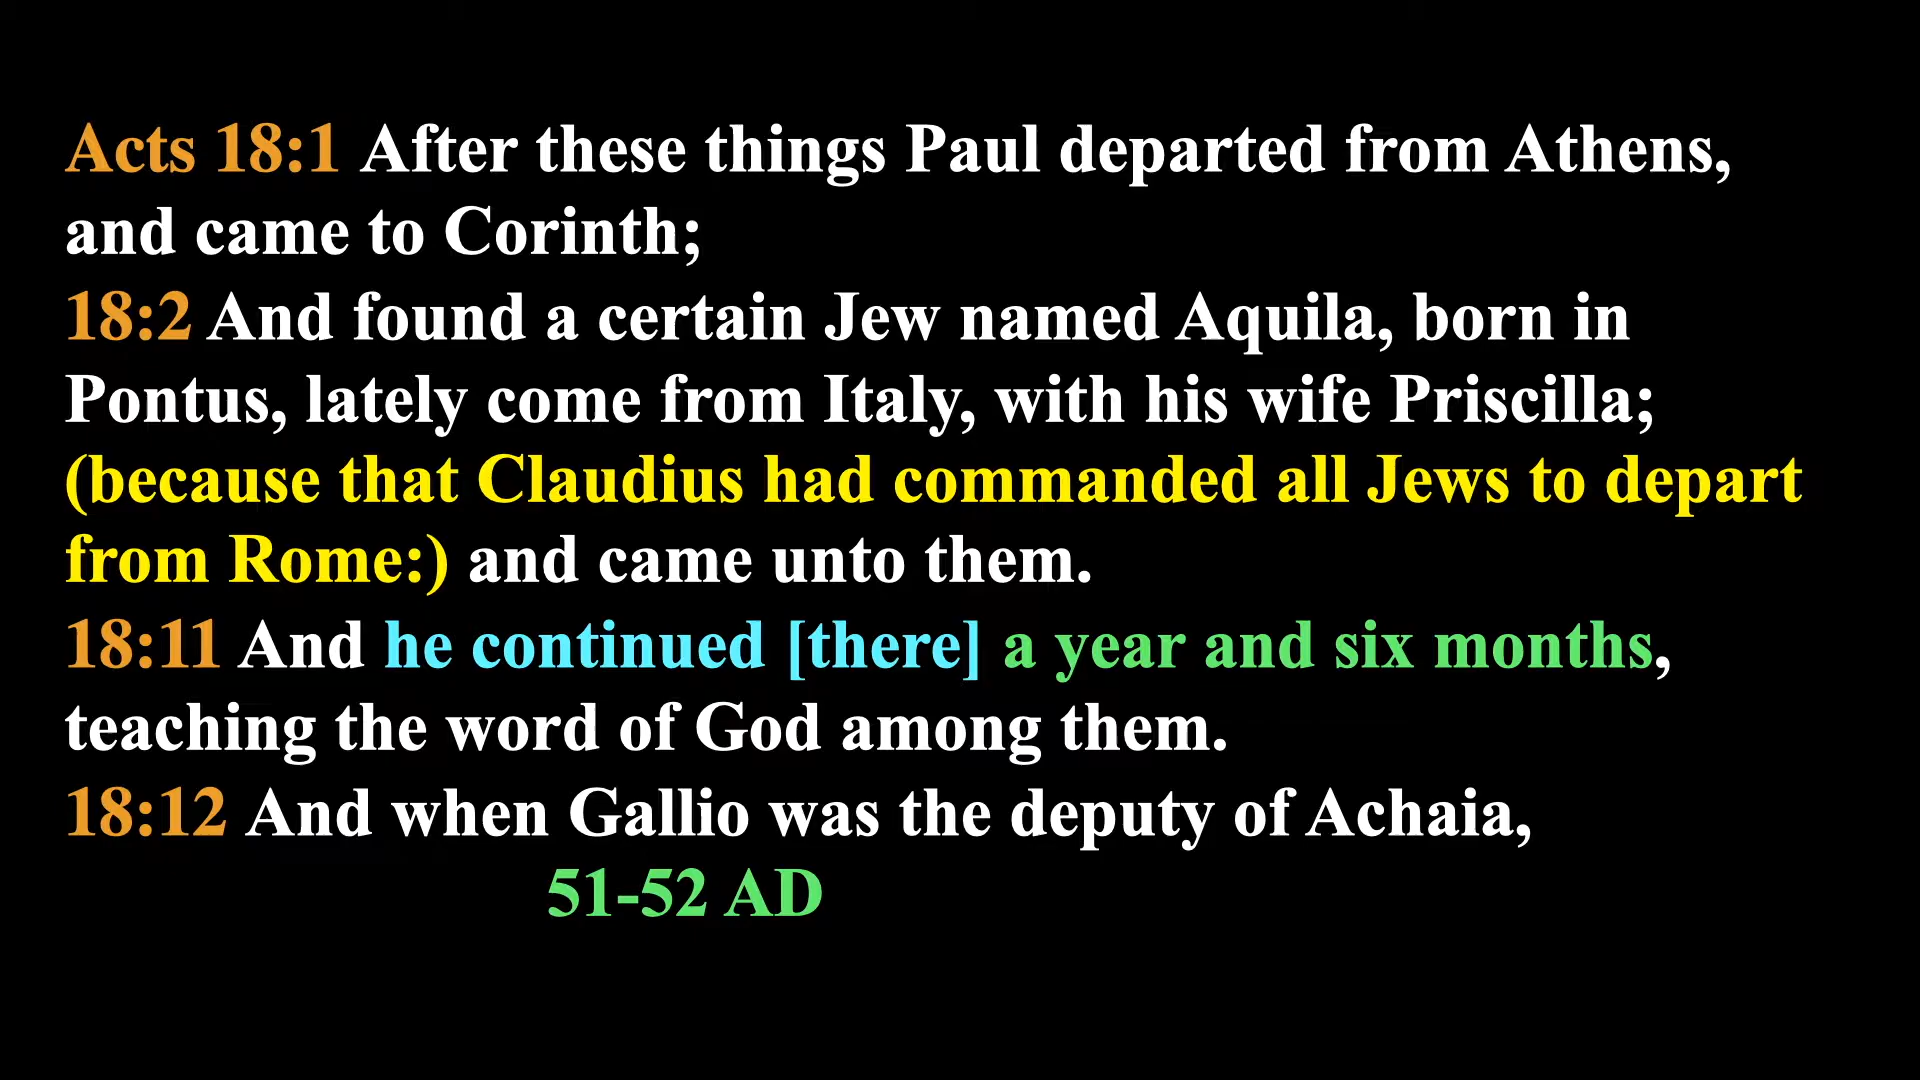 Acts 18:1 After these things Paul departed from Athens,
and came to Corinth;
18:2 And found a certain Jew named Aquila, born in
Pontus, lately come from Italy, with his wife Priscilla;
(because that Claudius had commanded all Jews to depart
from Rome:) and came unto them.
18:11 And he continued [there] a year and six months,
teaching the word of God among them.
18:12 And when Gallio was the deputy of Achaia,
51-52 AD